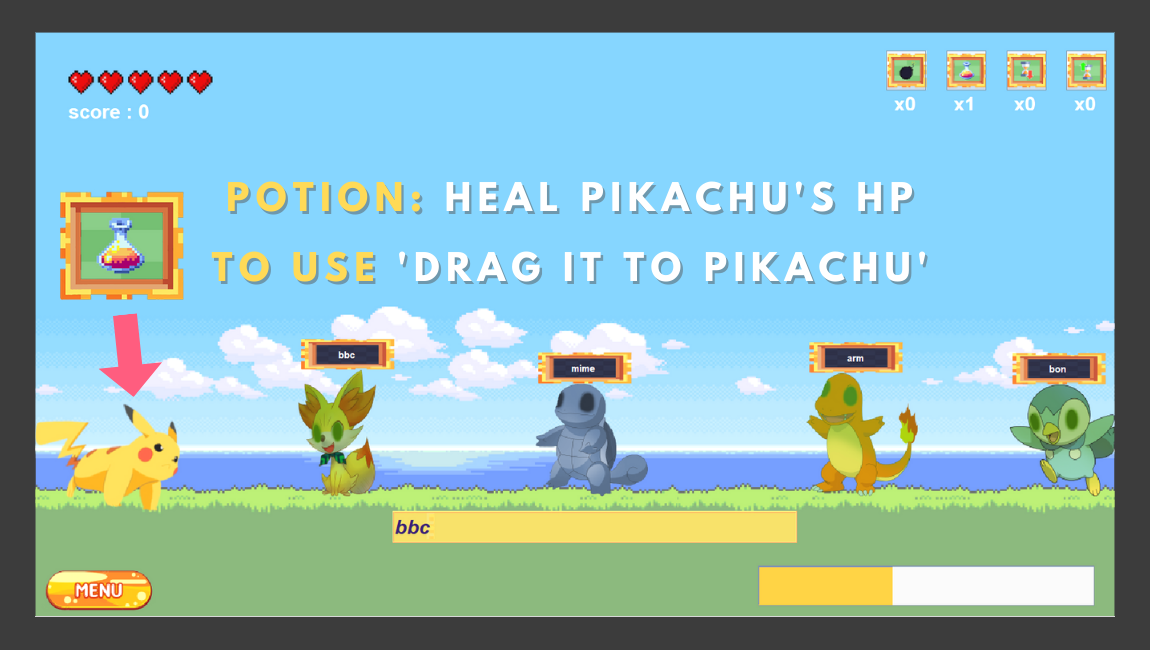 score : 0
x0 x1 x0 x0
POTION: HEAL PIKACHU'S HP
TO USE 'DRAG IT TO PIKACHU'
bbc
mime
arm
bon
bbc
MENU